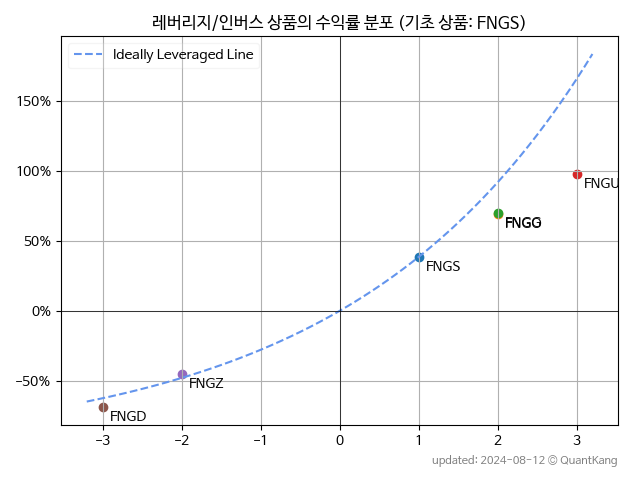 레버리지/인버스 상품의 수익률 분포 (기초 상품: FNGS)
Ideally Leveraged Line
150%
100%
50%
0%
−50%
FNGU
FNGG
FNGS
FNGZ
FNGD
−3 −2 −1 0 1 2 3
updated: 2024-08-12 © QuantKang